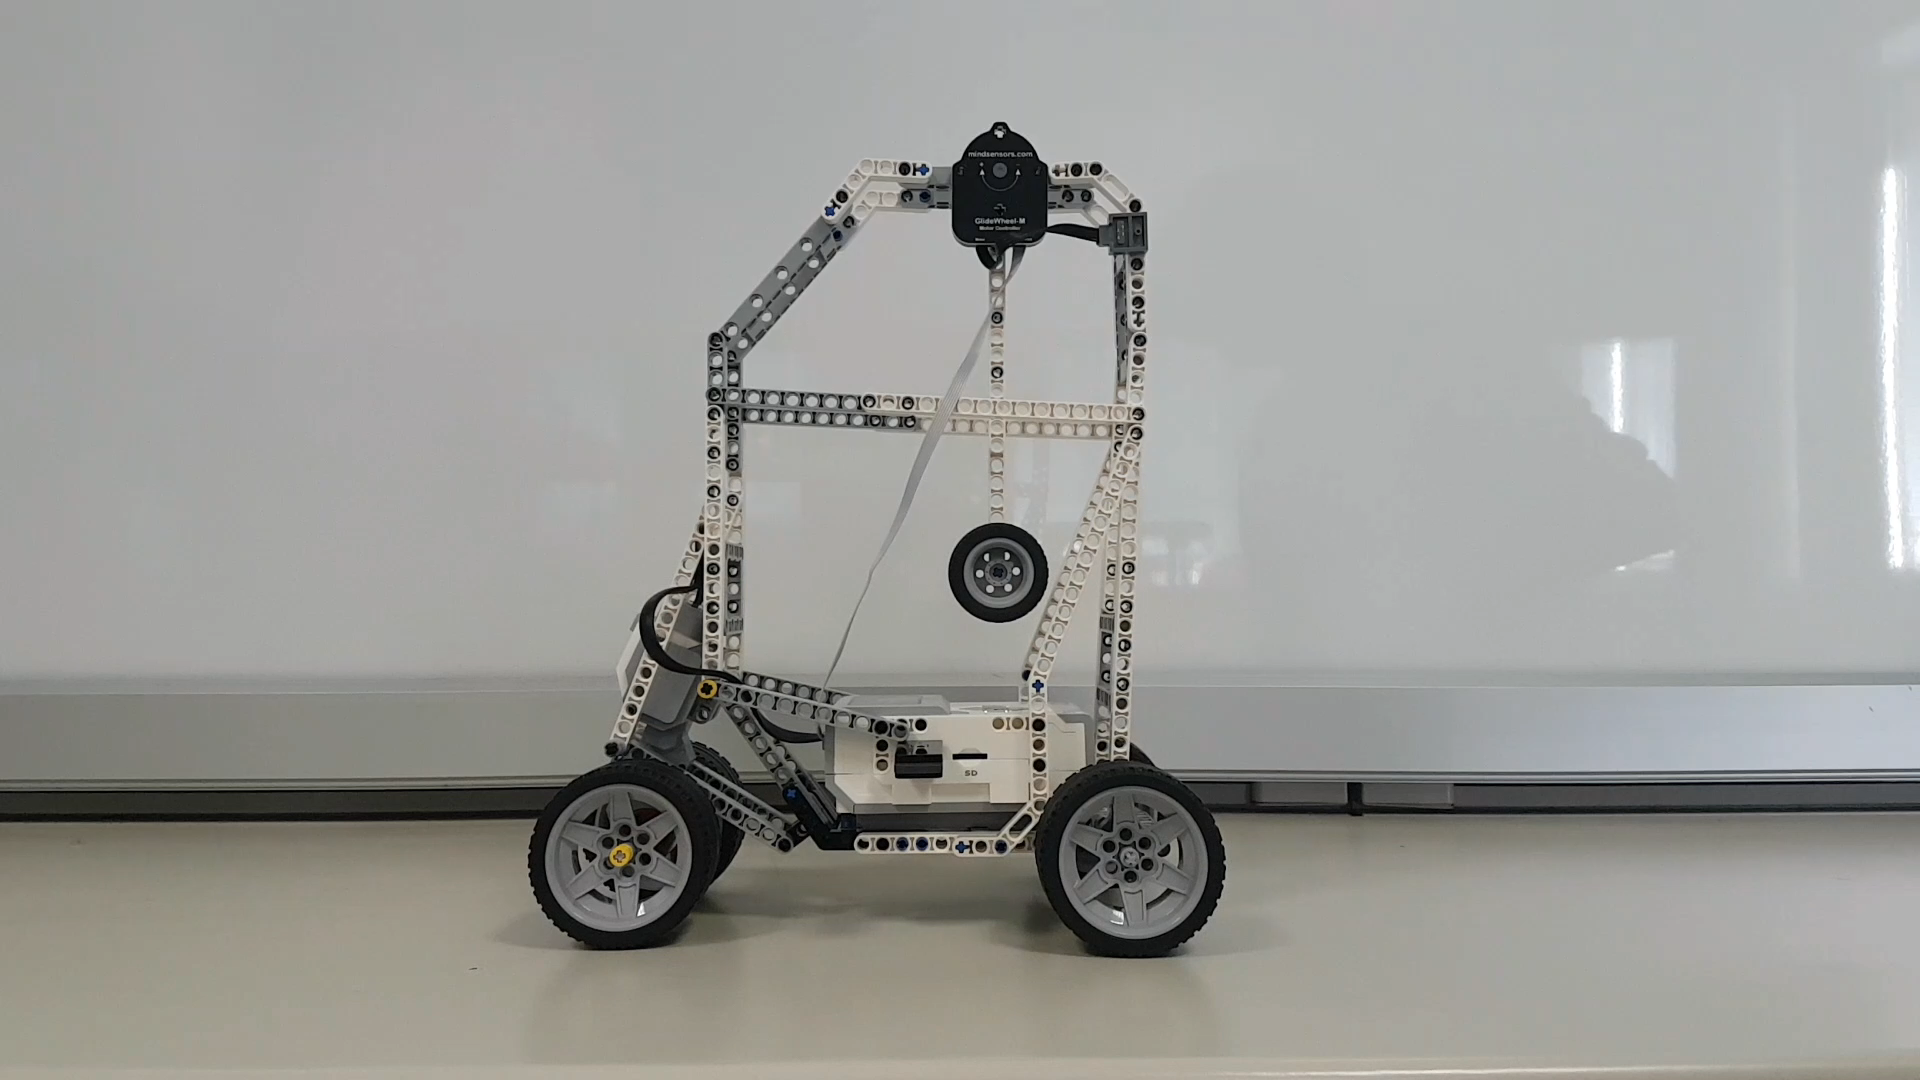 mindsensors.com
GlideWheel-M
Motor Controller
SD